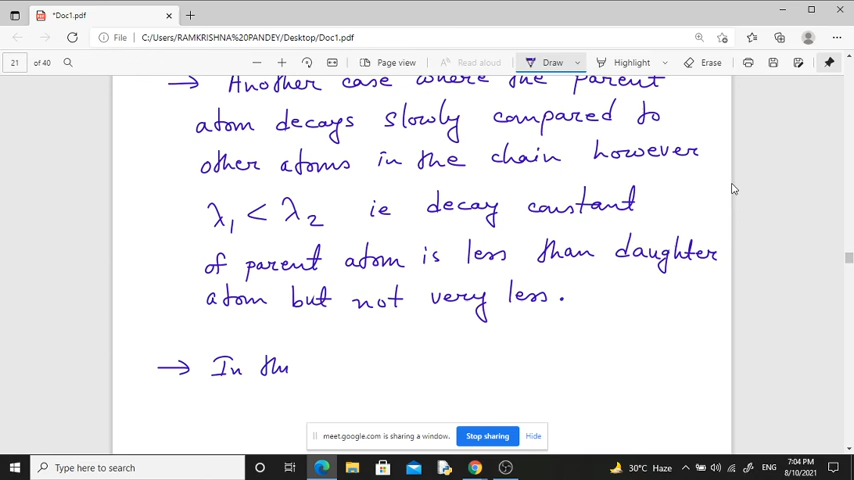 *Doc1.pdf
File C:/Users/RAMKRISHNA%20PANDEY/Desktop/Doc1.pdf
21 of 40 Page view Read aloud Draw Highlight Erase
→ Another case where the parent
atom decays slowly compared to
other atoms in the chain however
λ₁ < λ₂ ie decay constant
of parent atom is less than daughter
atom but not very less.
→ In the
meet.google.com is sharing a window. Stop sharing Hide
Type here to search 30°C Haze ENG 7:04 PM
8/10/2021